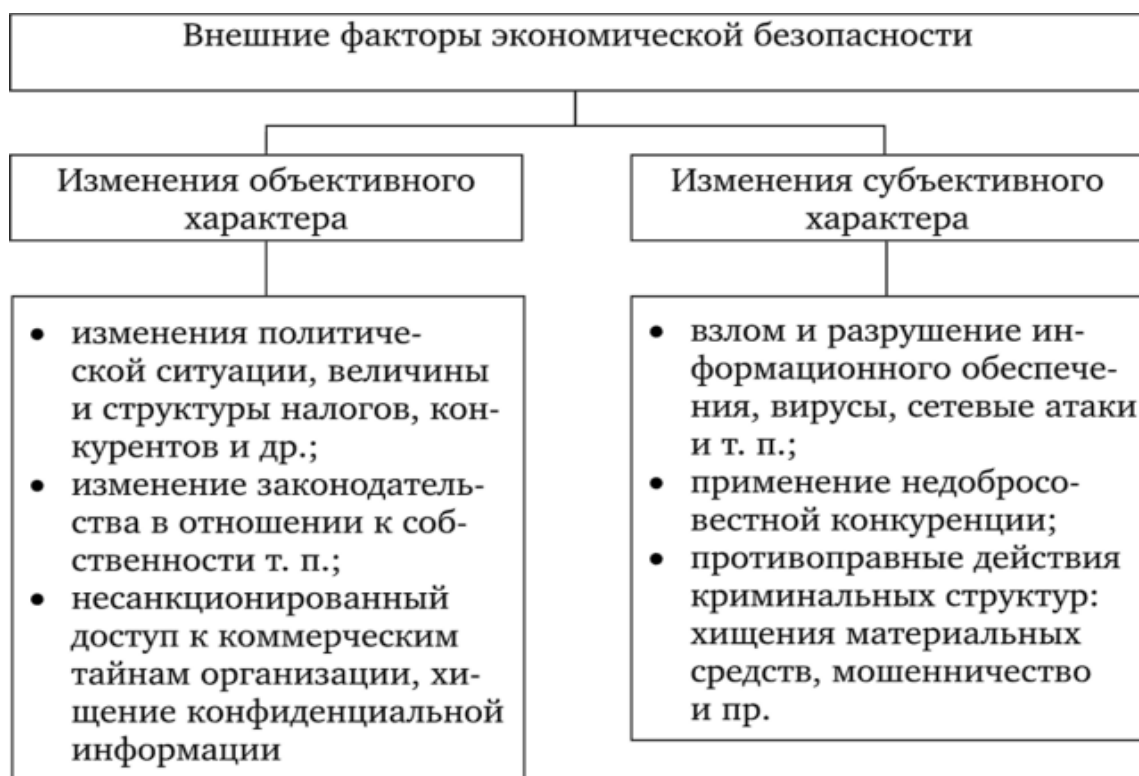 Внешние факторы экономической безопасности
Изменения объективного
характера
Изменения субъективного
характера
• изменения политиче-
ской ситуации, величины
и структуры налогов, кон-
курентов и др.;
• изменение законодатель-
ства в отношении к соб-
ственности т. п.;
• несанкционированный
доступ к коммерческим
тайнам организации, хи-
щение конфиденциальной
информации
• взлом и разрушение ин-
формационного обеспече-
ния, вирусы, сетевые атаки
и т. п.;
• применение недобросо-
вестной конкуренции;
• противоправные действия
криминальных структур:
хищения материальных
средств, мошенничество
и пр.